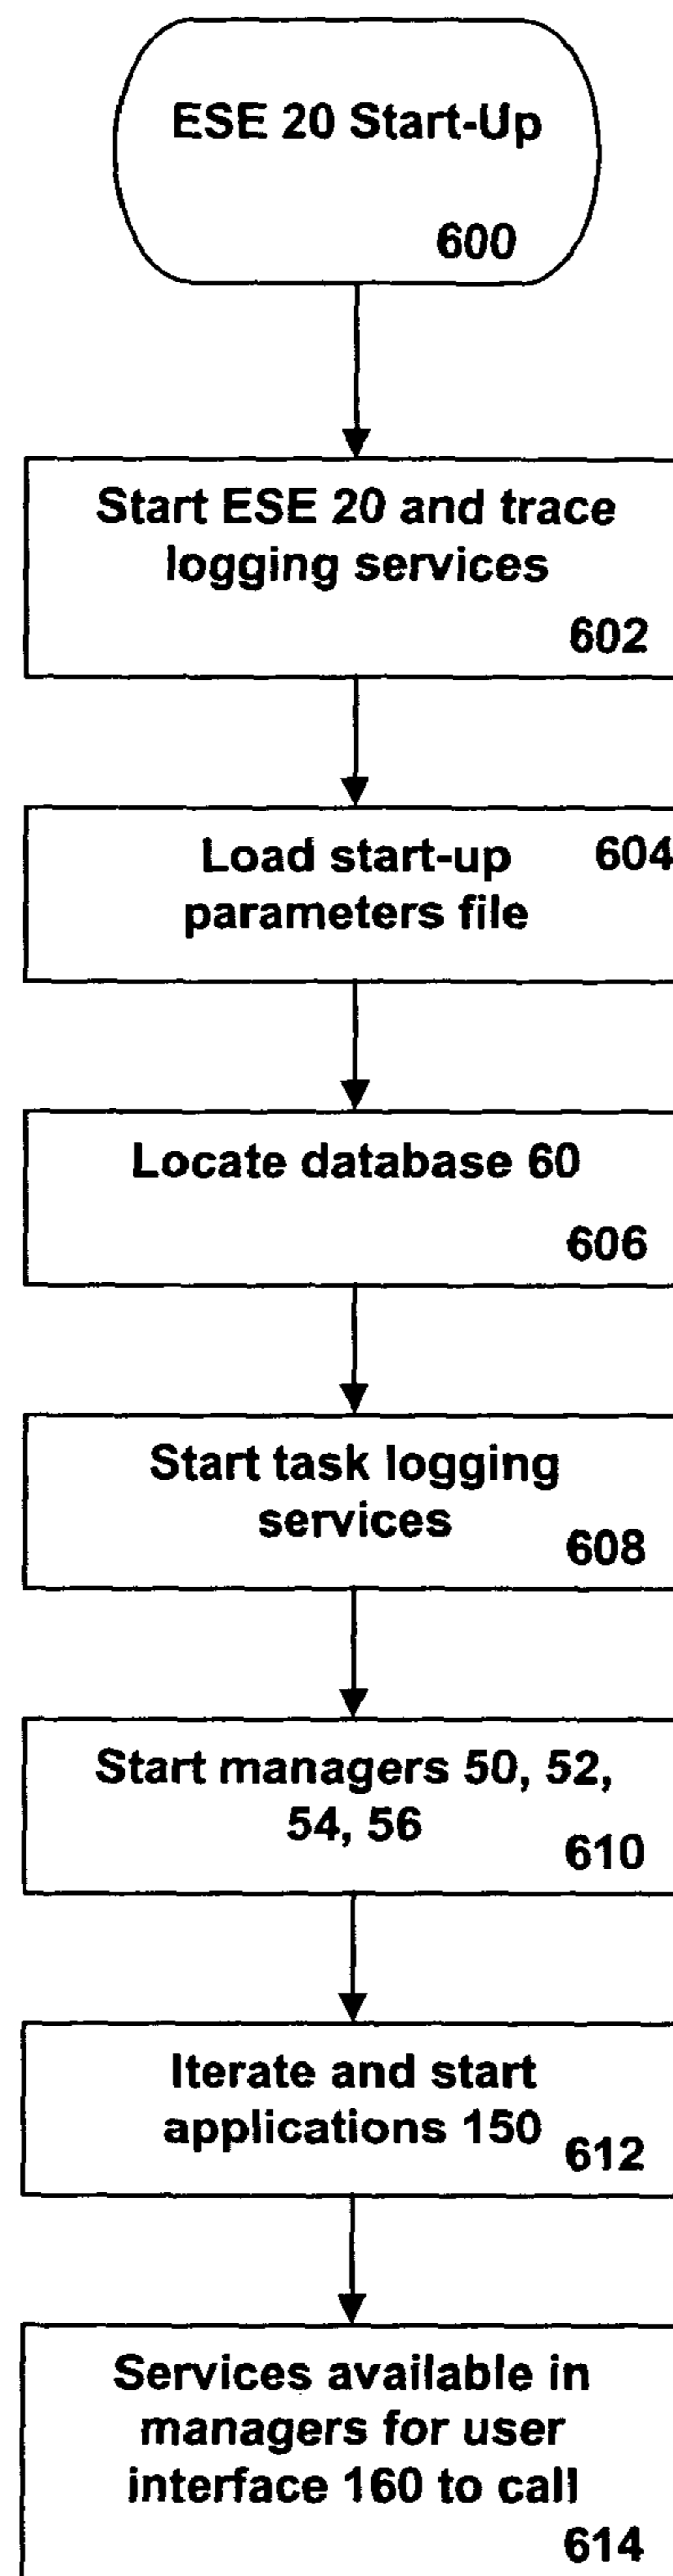 ESE 20 Start-Up
600
Start ESE 20 and trace
logging services
602
Load start-up 604
parameters file
Locate database 60
606
Start task logging
services
608
Start managers 50, 52,
54, 56
610
Iterate and start
applications 150
612
Services available in
managers for user
interface 160 to call
614